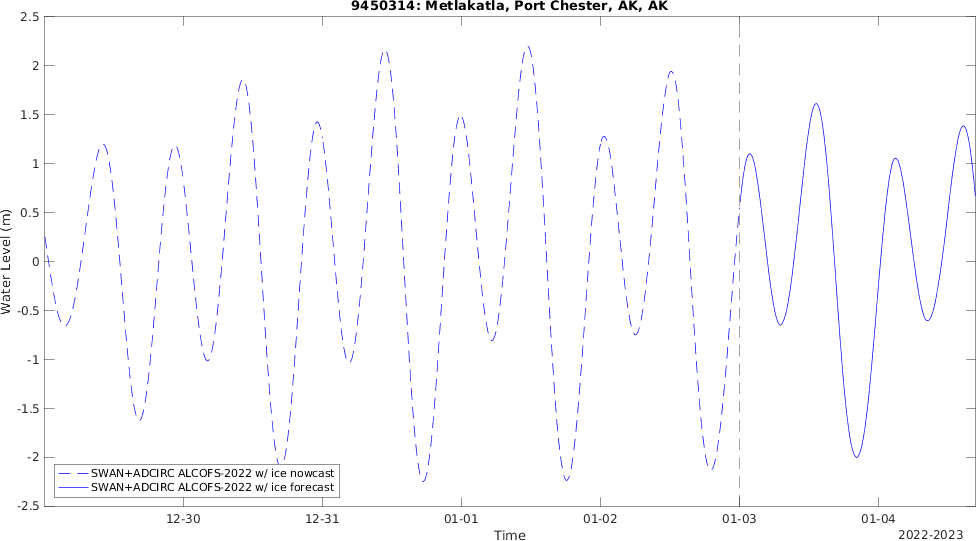 9450314: Metlakatla, Port Chester, AK, AK
2.5
2
1.5
1
0.5
0
-0.5
-1
-1.5
-2
-2.5
Water Level (m)
SWAN+ADCIRC ALCOFS-2022 w/ ice nowcast
SWAN+ADCIRC ALCOFS-2022 w/ ice forecast
12-30 12-31 01-01 01-02 01-03 01-04
Time
2022-2023